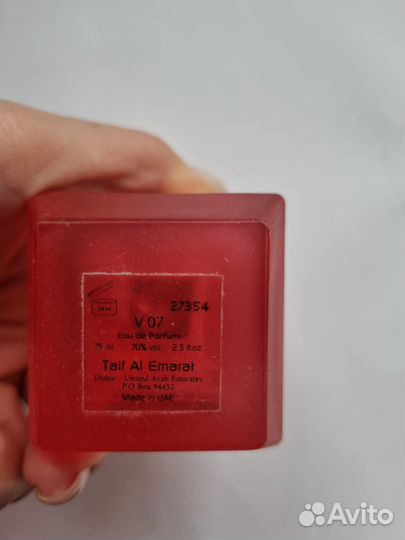 27354
24 M
V 07
Eau de Parfum
75 ml 70% vol 2.5 fl.oz.
Taif Al Emarat
Dubai - United Arab Emirates
P.O Box 94452
Made in UAE
Avito